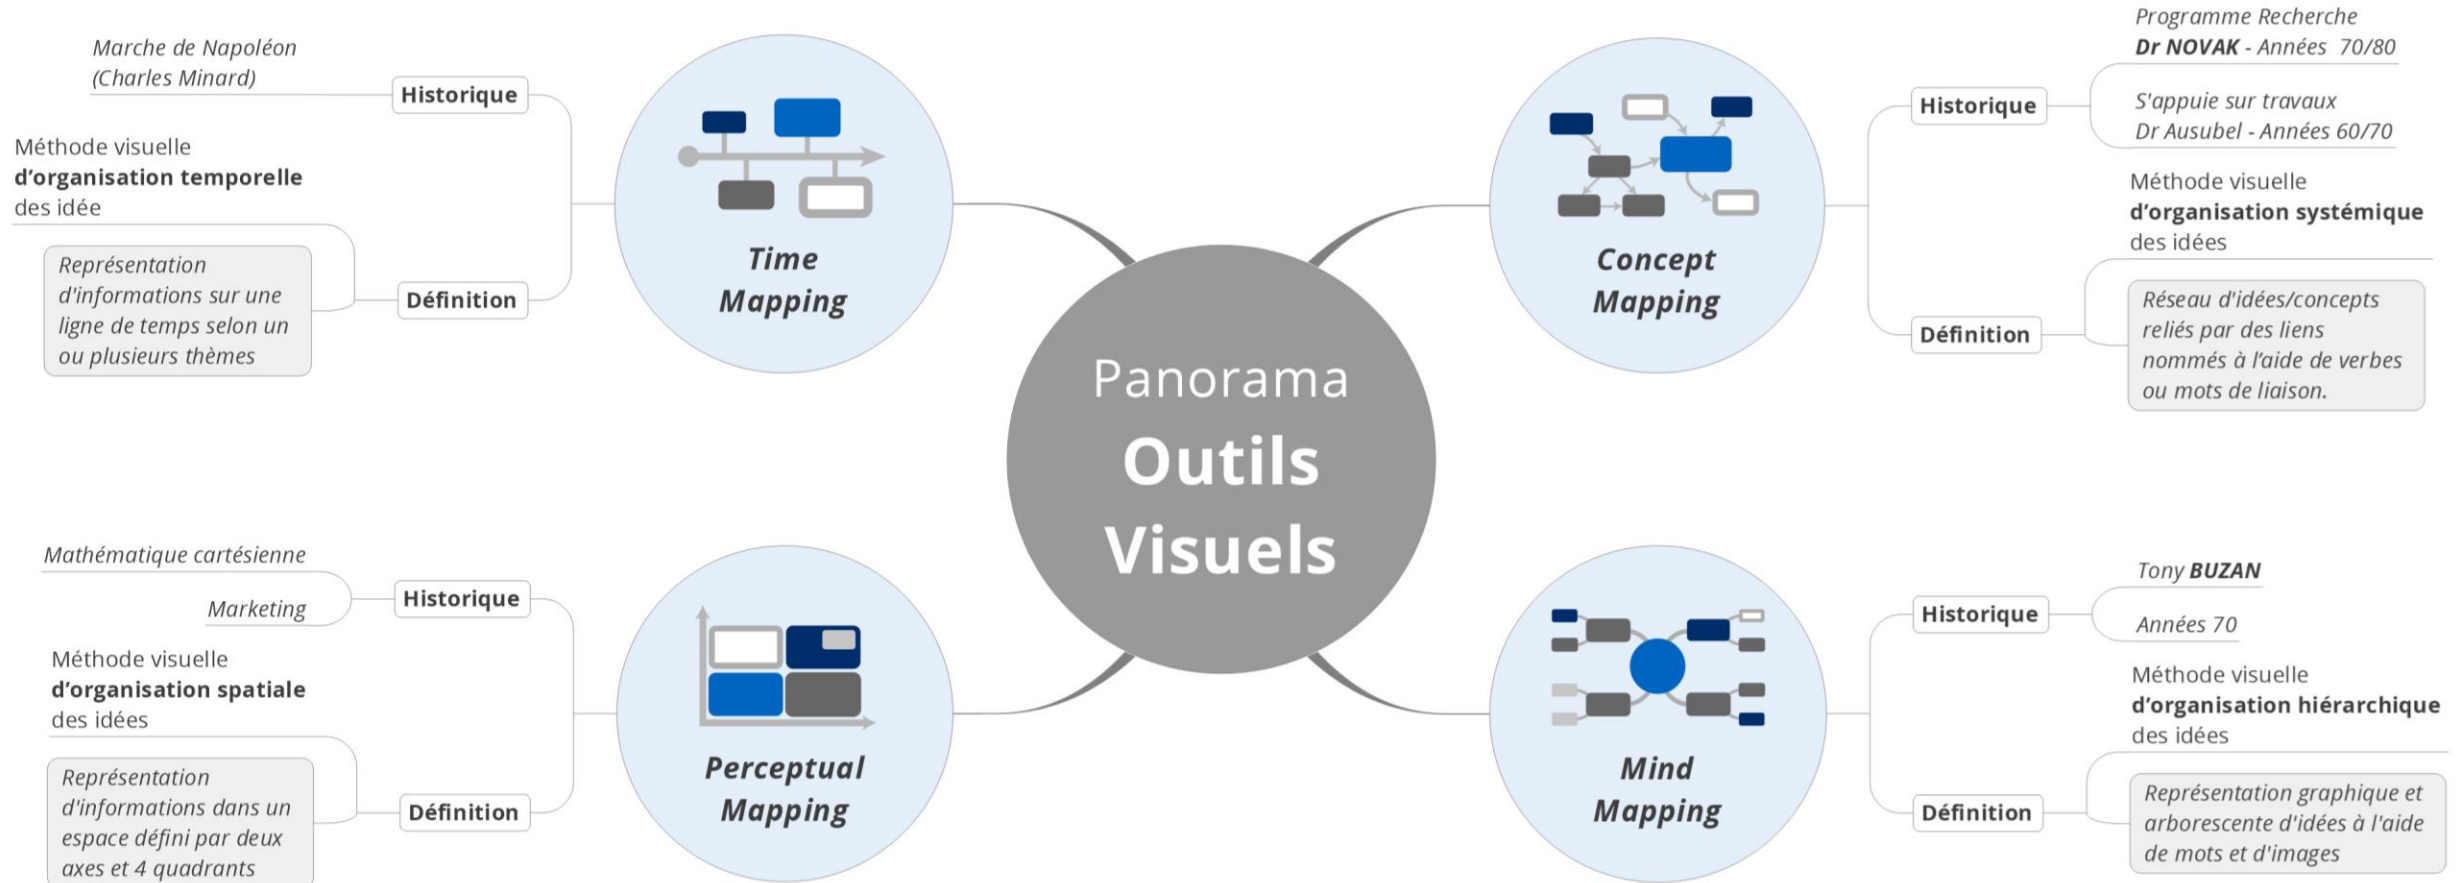 Panorama
Outils
Visuels
Time
Mapping
Historique
Marche de Napoléon
(Charles Minard)
Définition
Méthode visuelle
d’organisation temporelle
des idée
Représentation
d'informations sur une
ligne de temps selon un
ou plusieurs thèmes
Concept
Mapping
Historique
Programme Recherche
Dr NOVAK - Années 70/80
S'appuie sur travaux
Dr Ausubel - Années 60/70
Définition
Méthode visuelle
d’organisation systémique
des idées
Réseau d'idées/concepts
reliés par des liens
nommés à l’aide de verbes
ou mots de liaison.
Perceptual
Mapping
Historique
Mathématique cartésienne
Marketing
Définition
Méthode visuelle
d’organisation spatiale
des idées
Représentation
d'informations dans un
espace défini par deux
axes et 4 quadrants
Mind
Mapping
Historique
Tony BUZAN
Années 70
Définition
Méthode visuelle
d’organisation hiérarchique
des idées
Représentation graphique et
arborescente d'idées à l'aide
de mots et d'images